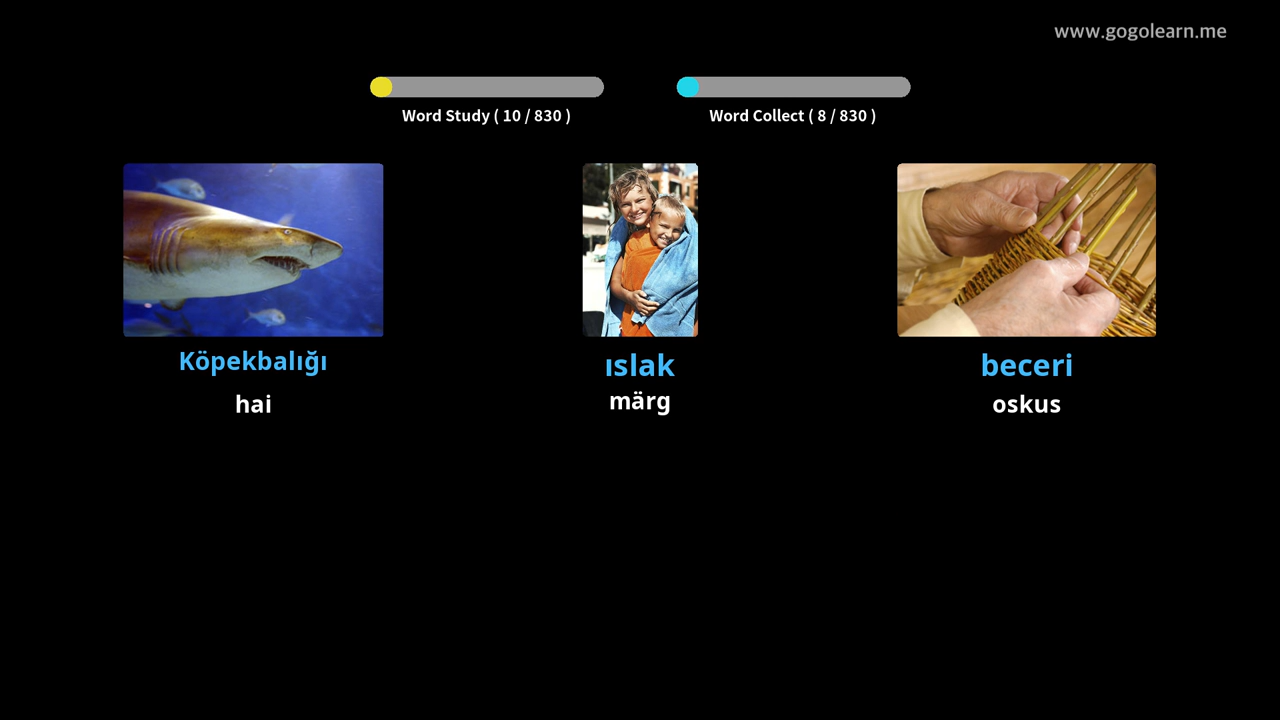 www.gogolearn.me
Word Study ( 10 / 830 )
Word Collect ( 8 / 830 )
Köpekbalığı
hai
ıslak
märg
beceri
oskus